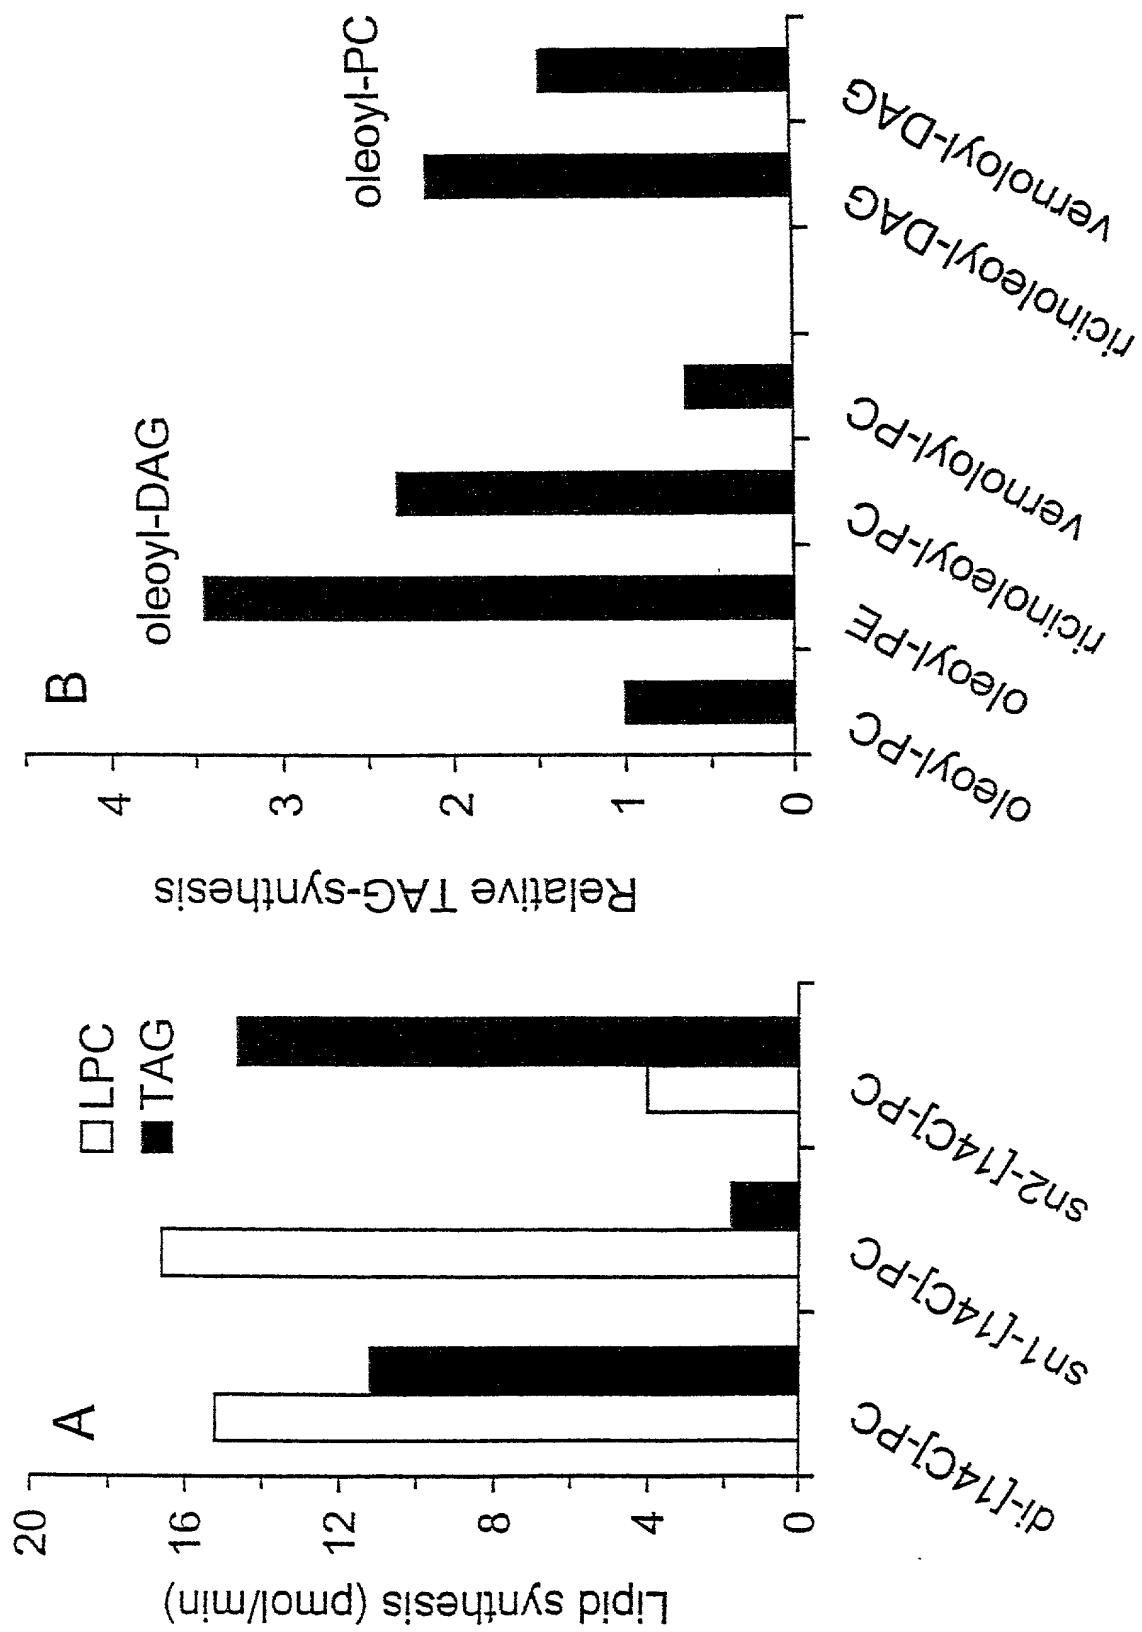 A
□ LPC
■ TAG
Lipid synthesis (pmol/min)
20
16
12
8
4
0
di-[14C]-PC
sn1-[14C]-PC
sn2-[14C]-PC
B
oleoyl-DAG
oleoyl-PC
Relative TAG-synthesis
4
3
2
1
0
oleoyl-PC
oleoyl-PE
ricinoleoyl-PC
vernoloyl-PC
ricinoleoyl-DAG
vernoloyl-DAG